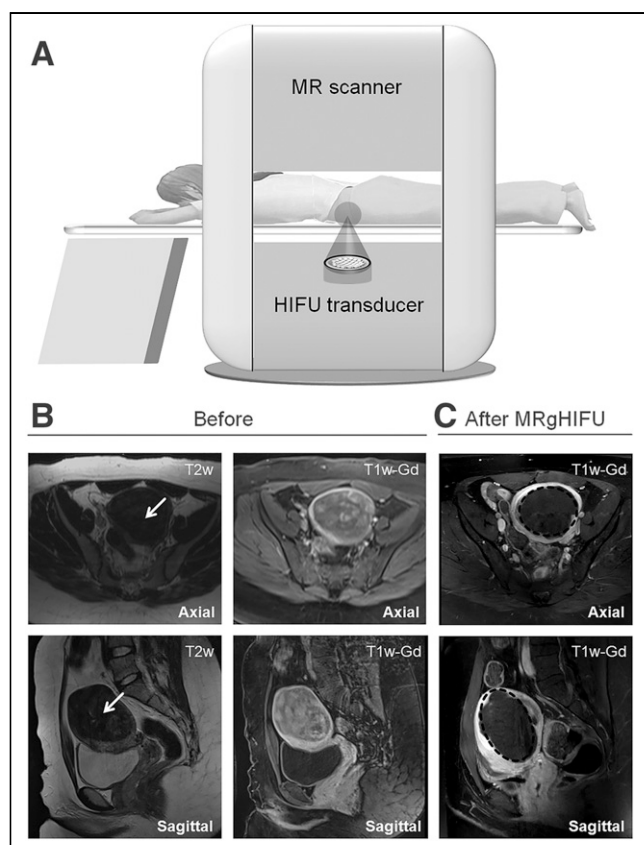 A
MR scanner
HIFU transducer
B
Before
C
After MRgHIFU
T2w
T1w-Gd
T1w-Gd
Axial
Axial
Axial
T2w
T1w-Gd
T1w-Gd
Sagittal
Sagittal
Sagittal